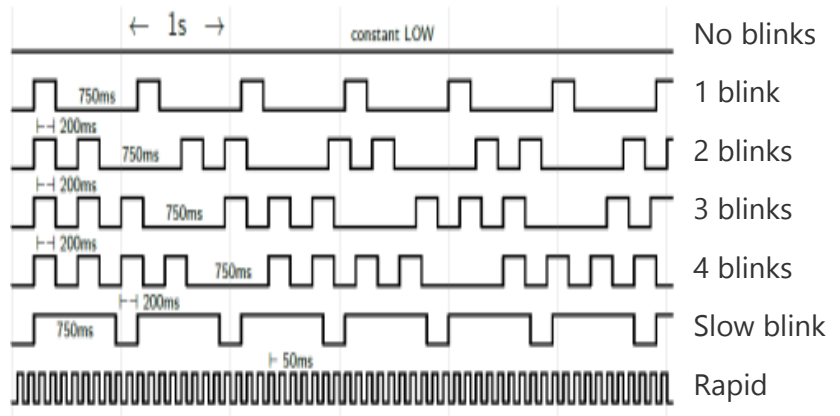 ← 1s →
constant LOW
No blinks
750ms
1 blink
200ms
750ms
2 blinks
200ms
750ms
3 blinks
200ms
750ms
4 blinks
200ms
750ms
Slow blink
50ms
Rapid